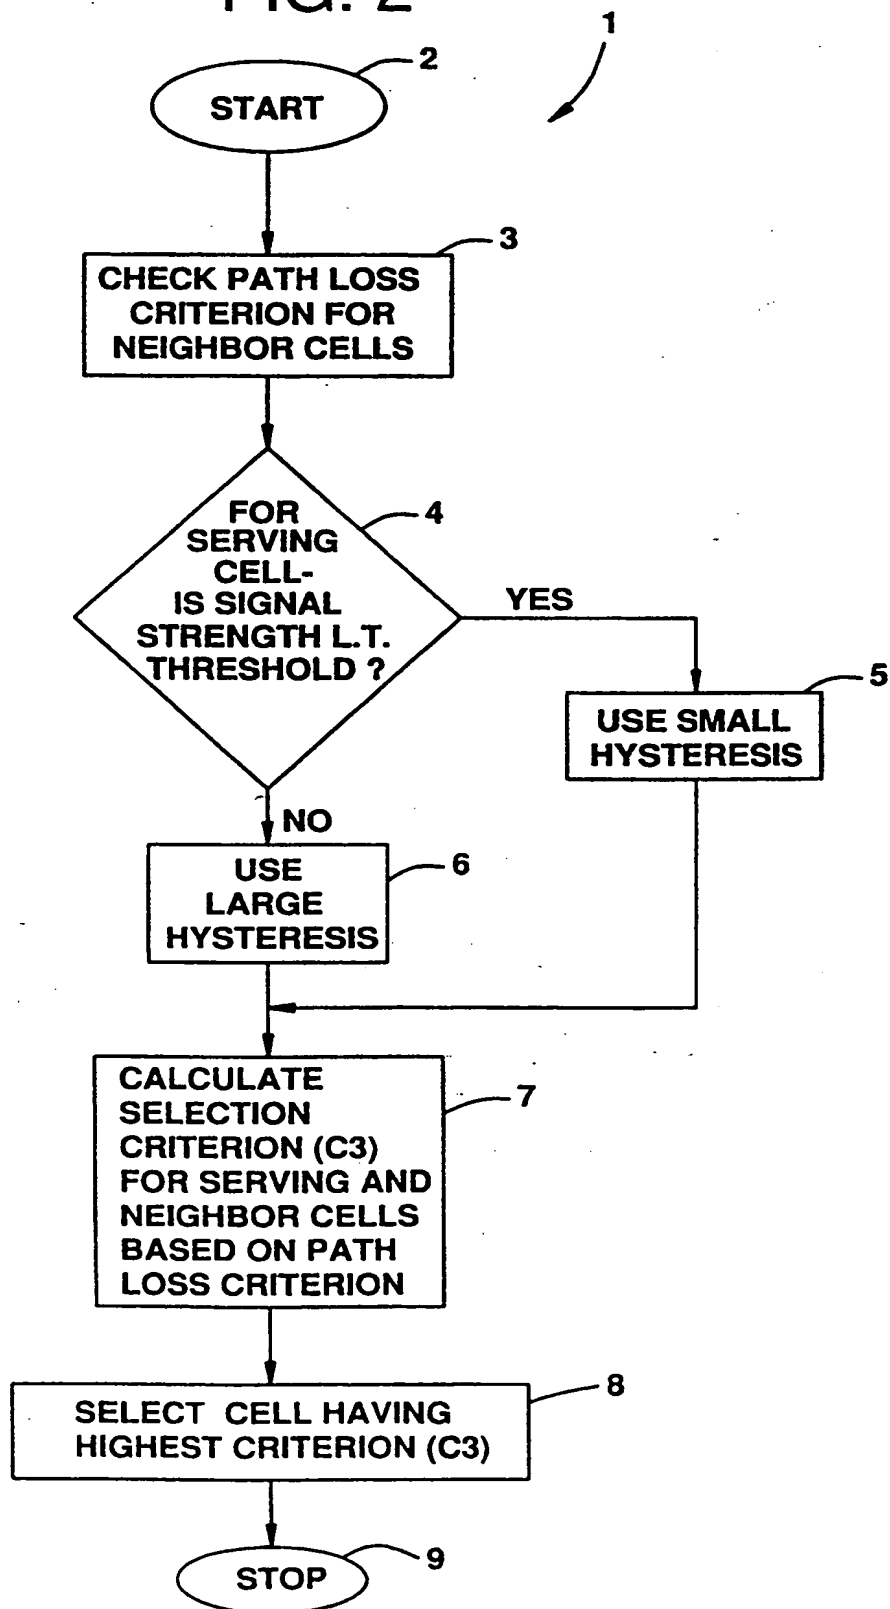 FIG. 2
1
2
START
3
CHECK PATH LOSS
CRITERION FOR
NEIGHBOR CELLS
4
FOR
SERVING
CELL-
IS SIGNAL
STRENGTH L.T.
THRESHOLD ?
YES
5
USE SMALL
HYSTERESIS
NO
6
USE
LARGE
HYSTERESIS
7
CALCULATE
SELECTION
CRITERION (C3)
FOR SERVING AND
NEIGHBOR CELLS
BASED ON PATH
LOSS CRITERION
8
SELECT CELL HAVING
HIGHEST CRITERION (C3)
9
STOP